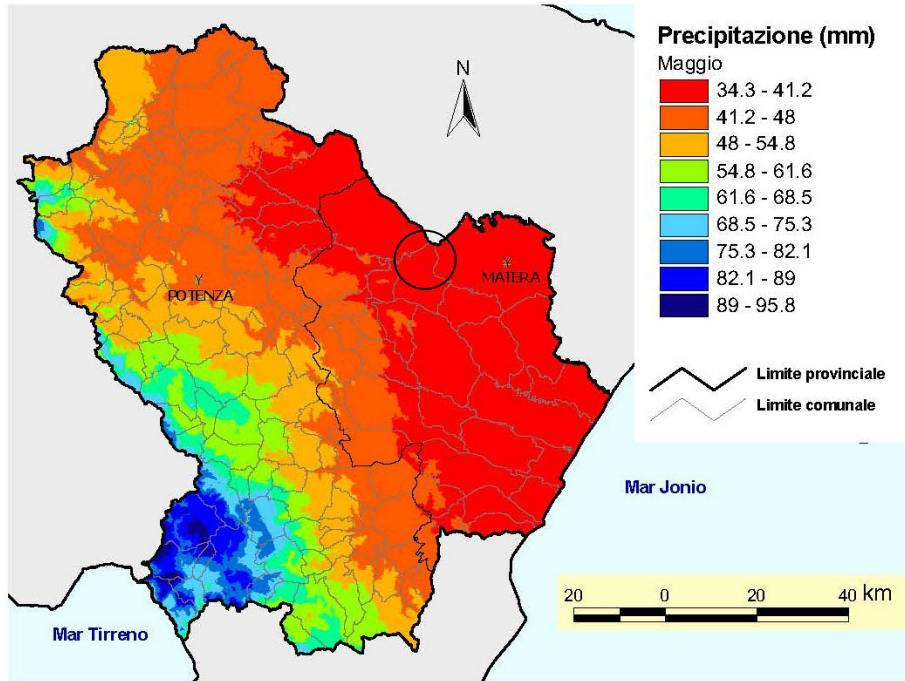 Precipitazione (mm)
Maggio
34.3 - 41.2
41.2 - 48
48 - 54.8
54.8 - 61.6
61.6 - 68.5
68.5 - 75.3
75.3 - 82.1
82.1 - 89
89 - 95.8
N
POTENZA
MATERA
Limite provinciale
Limite comunale
Mar Jonio
Mar Tirreno
20 0 20 40 km